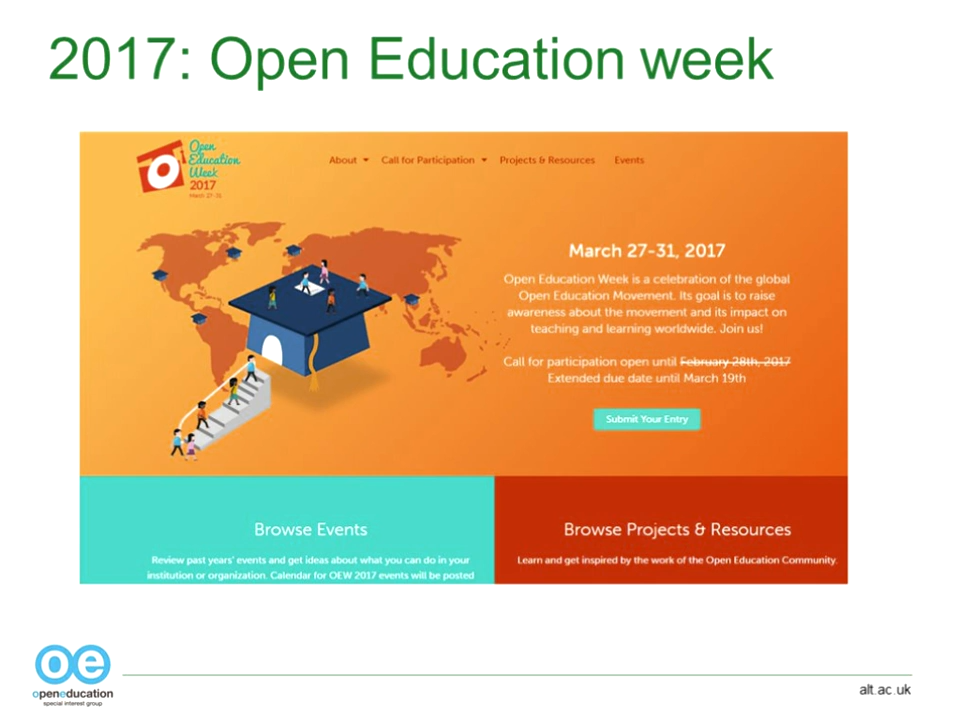 2017: Open Education week
Open
Education
Week
2017
March 27-31
About
Call for Participation
Projects & Resources
Events
March 27-31, 2017
Open Education Week is a celebration of the global
Open Education Movement. Its goal is to raise
awareness about the movement and its impact on
teaching and learning worldwide. Join us!
Call for participation open until February 28th, 2017
Extended due date until March 19th
Submit Your Entry
Browse Events
Review past years' events and get ideas about what you can do in your
institution or organization. Calendar for OEW 2017 events will be posted
Browse Projects & Resources
Learn and get inspired by the work of the Open Education Community.
oe
openeducation
special interest group
alt.ac.uk